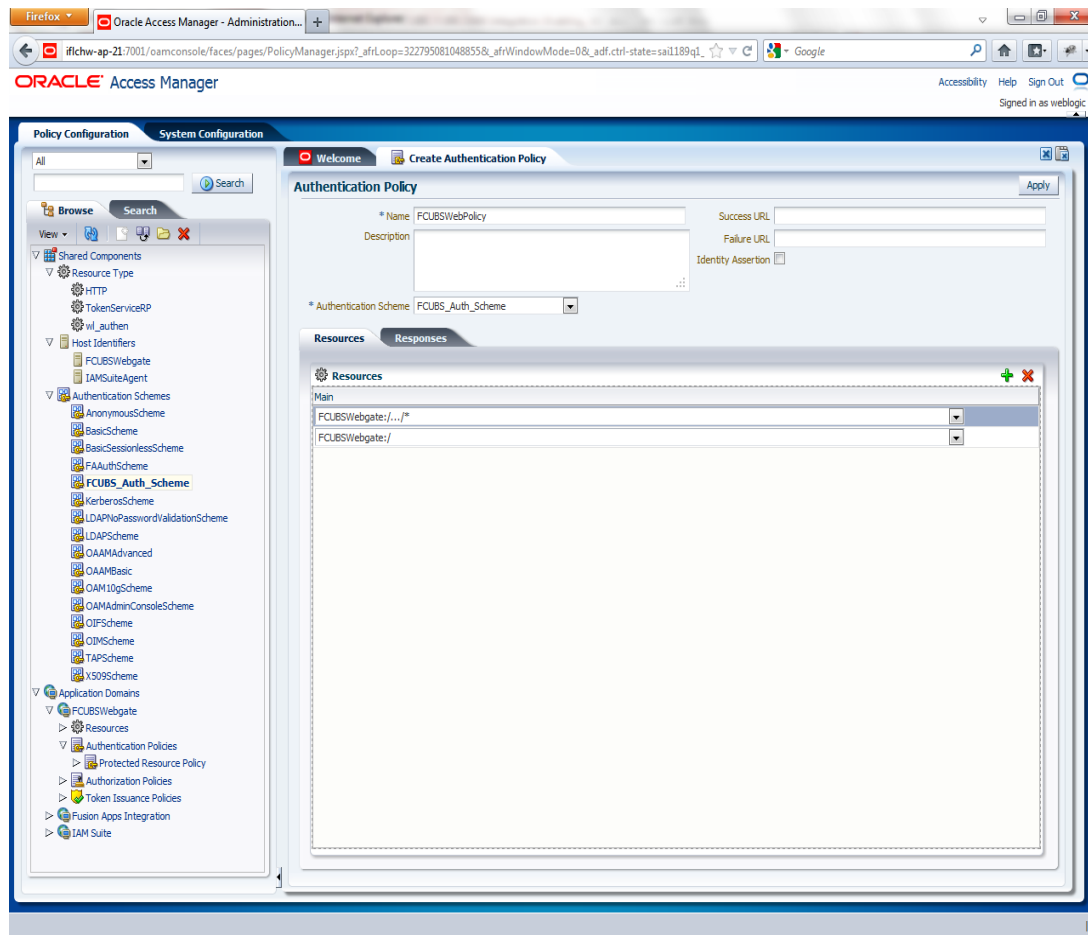 Firefox
Oracle Access Manager - Administration...
iflchw-ap-21:7001/oamconsole/faces/pages/PolicyManager.jspx?_afrLoop=322795081048855&_afrWindowMode=0&_adf.ctrl-state=sai1189q1_
Google
ORACLE Access Manager
Accessibility Help Sign Out
Signed in as weblogic
Policy Configuration System Configuration
All
Search
Browse Search
View
Shared Components
Resource Type
HTTP
TokenServiceRP
wl_authen
Host Identifiers
FCUBSWebgate
IAMSuiteAgent
Authentication Schemes
AnonymousScheme
BasicScheme
BasicSessionlessScheme
FAAuthScheme
FCUBS_Auth_Scheme
KerberosScheme
LDAPNoPasswordValidationScheme
LDAPScheme
OAAMAdvanced
OAAMBasic
OAM10gScheme
OAMAdminConsoleScheme
OIFScheme
OIMScheme
TAPScheme
X509Scheme
Application Domains
FCUBSWebgate
Resources
Authentication Policies
Protected Resource Policy
Authorization Policies
Token Issuance Policies
Fusion Apps Integration
IAM Suite
Welcome Create Authentication Policy
Authentication Policy Apply
* Name FCUBSWebPolicy
Description
* Authentication Scheme FCUBS_Auth_Scheme
Success URL
Failure URL
Identity Assertion
Resources Responses
Resources
Main
FCUBSWebgate:/.../*
FCUBSWebgate:/